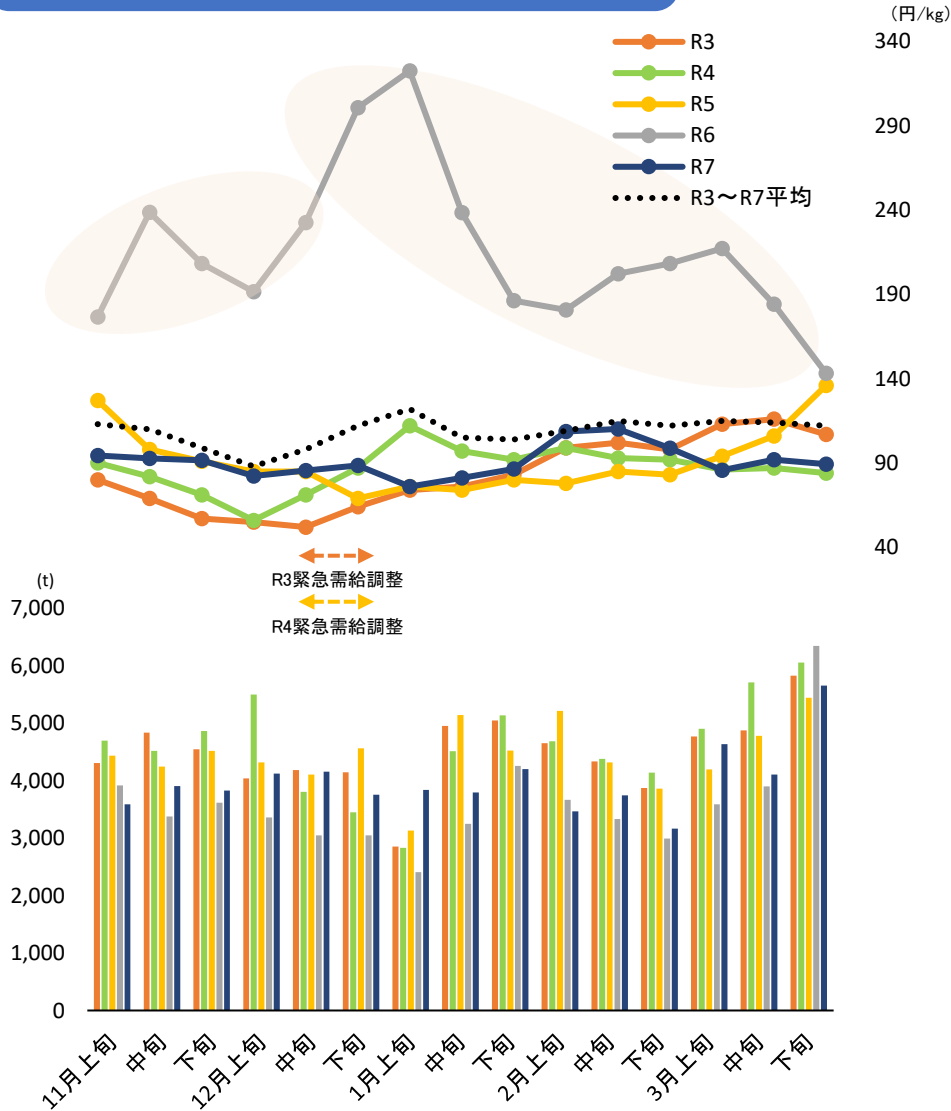 (円/kg)
R3
R4
R5
R6
R7
R3～R7平均
340
290
240
190
140
90
40
R3緊急需給調整
R4緊急需給調整
(t)
7,000
6,000
5,000
4,000
3,000
2,000
1,000
0
11月上旬
中旬
下旬
12月上旬
中旬
下旬
1月上旬
中旬
下旬
2月上旬
中旬
下旬
3月上旬
中旬
下旬